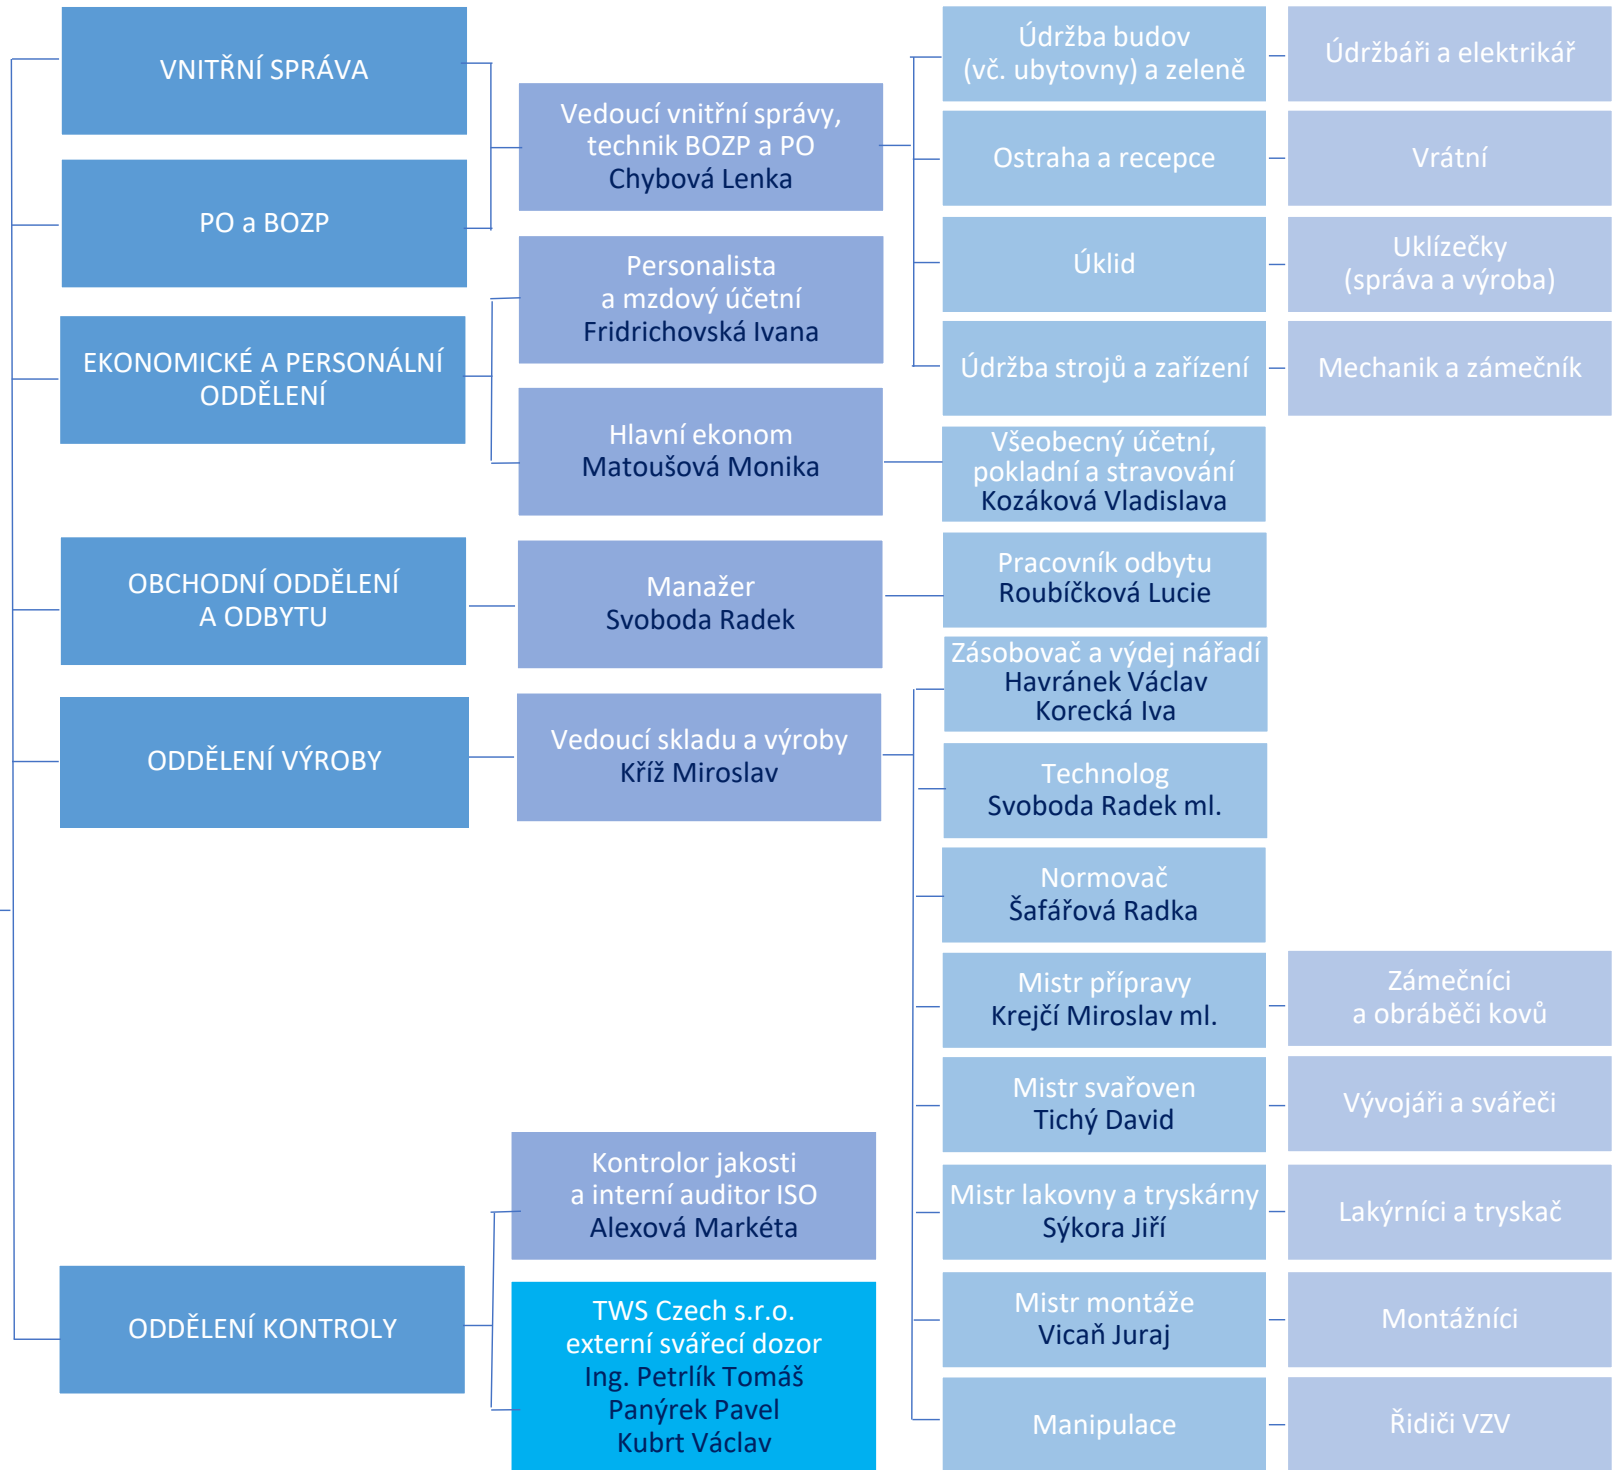 VNITŘNÍ SPRÁVA
PO a BOZP
EKONOMICKÉ A PERSONÁLNÍ
ODDĚLENÍ
OBCHODNÍ ODDĚLENÍ
A ODBYTU
ODDĚLENÍ VÝROBY
ODDĚLENÍ KONTROLY
Vedoucí vnitřní správy,
technik BOZP a PO
Chybová Lenka
Personalista
a mzdový účetní
Fridrichovská Ivana
Hlavní ekonom
Matoušová Monika
Manažer
Svoboda Radek
Vedoucí skladu a výroby
Kříž Miroslav
Kontrolor jakosti
a interní auditor ISO
Alexová Markéta
TWS Czech s.r.o.
externí svářecí dozor
Ing. Petrlík Tomáš
Panýrek Pavel
Kubrt Václav
Údržba budov
(vč. ubytovny) a zeleně
Ostraha a recepce
Úklid
Údržba strojů a zařízení
Všeobecný účetní,
pokladní a stravování
Kozáková Vladislava
Pracovník odbytu
Roubíčková Lucie
Zásobovač a výdej nářadí
Havránek Václav
Korecká Iva
Technolog
Svoboda Radek ml.
Normovač
Šafářová Radka
Mistr přípravy
Krejčí Miroslav ml.
Mistr svařoven
Tichý David
Mistr lakovny a tryskárny
Sýkora Jiří
Mistr montáže
Vicaň Juraj
Manipulace
Údržbáři a elektrikář
Vrátní
Uklízečky
(správa a výroba)
Mechanik a zámečník
Zámečníci
a obráběči kovů
Vývojáři a svářeči
Lakýrníci a tryskač
Montážníci
Řidiči VZV